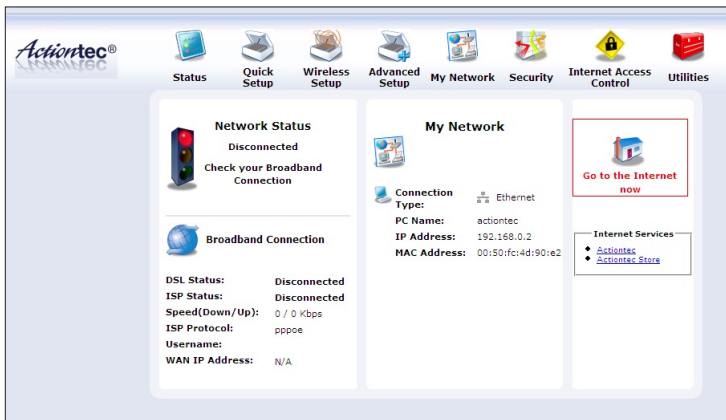 Actiontec®
Status
Quick Setup
Wireless Setup
Advanced Setup
My Network
Security
Internet Access Control
Utilities
Network Status
Disconnected
Check your Broadband
Connection
Broadband Connection
DSL Status: Disconnected
ISP Status: Disconnected
Speed(Down/Up): 0 / 0 Kbps
ISP Protocol: pppoe
Username:
WAN IP Address: N/A
My Network
Connection Type: Ethernet
PC Name: actiontec
IP Address: 192.168.0.2
MAC Address: 00:50:fc:4d:90:e2
Go to the Internet
now
Internet Services
Actiontec
Actiontec Store